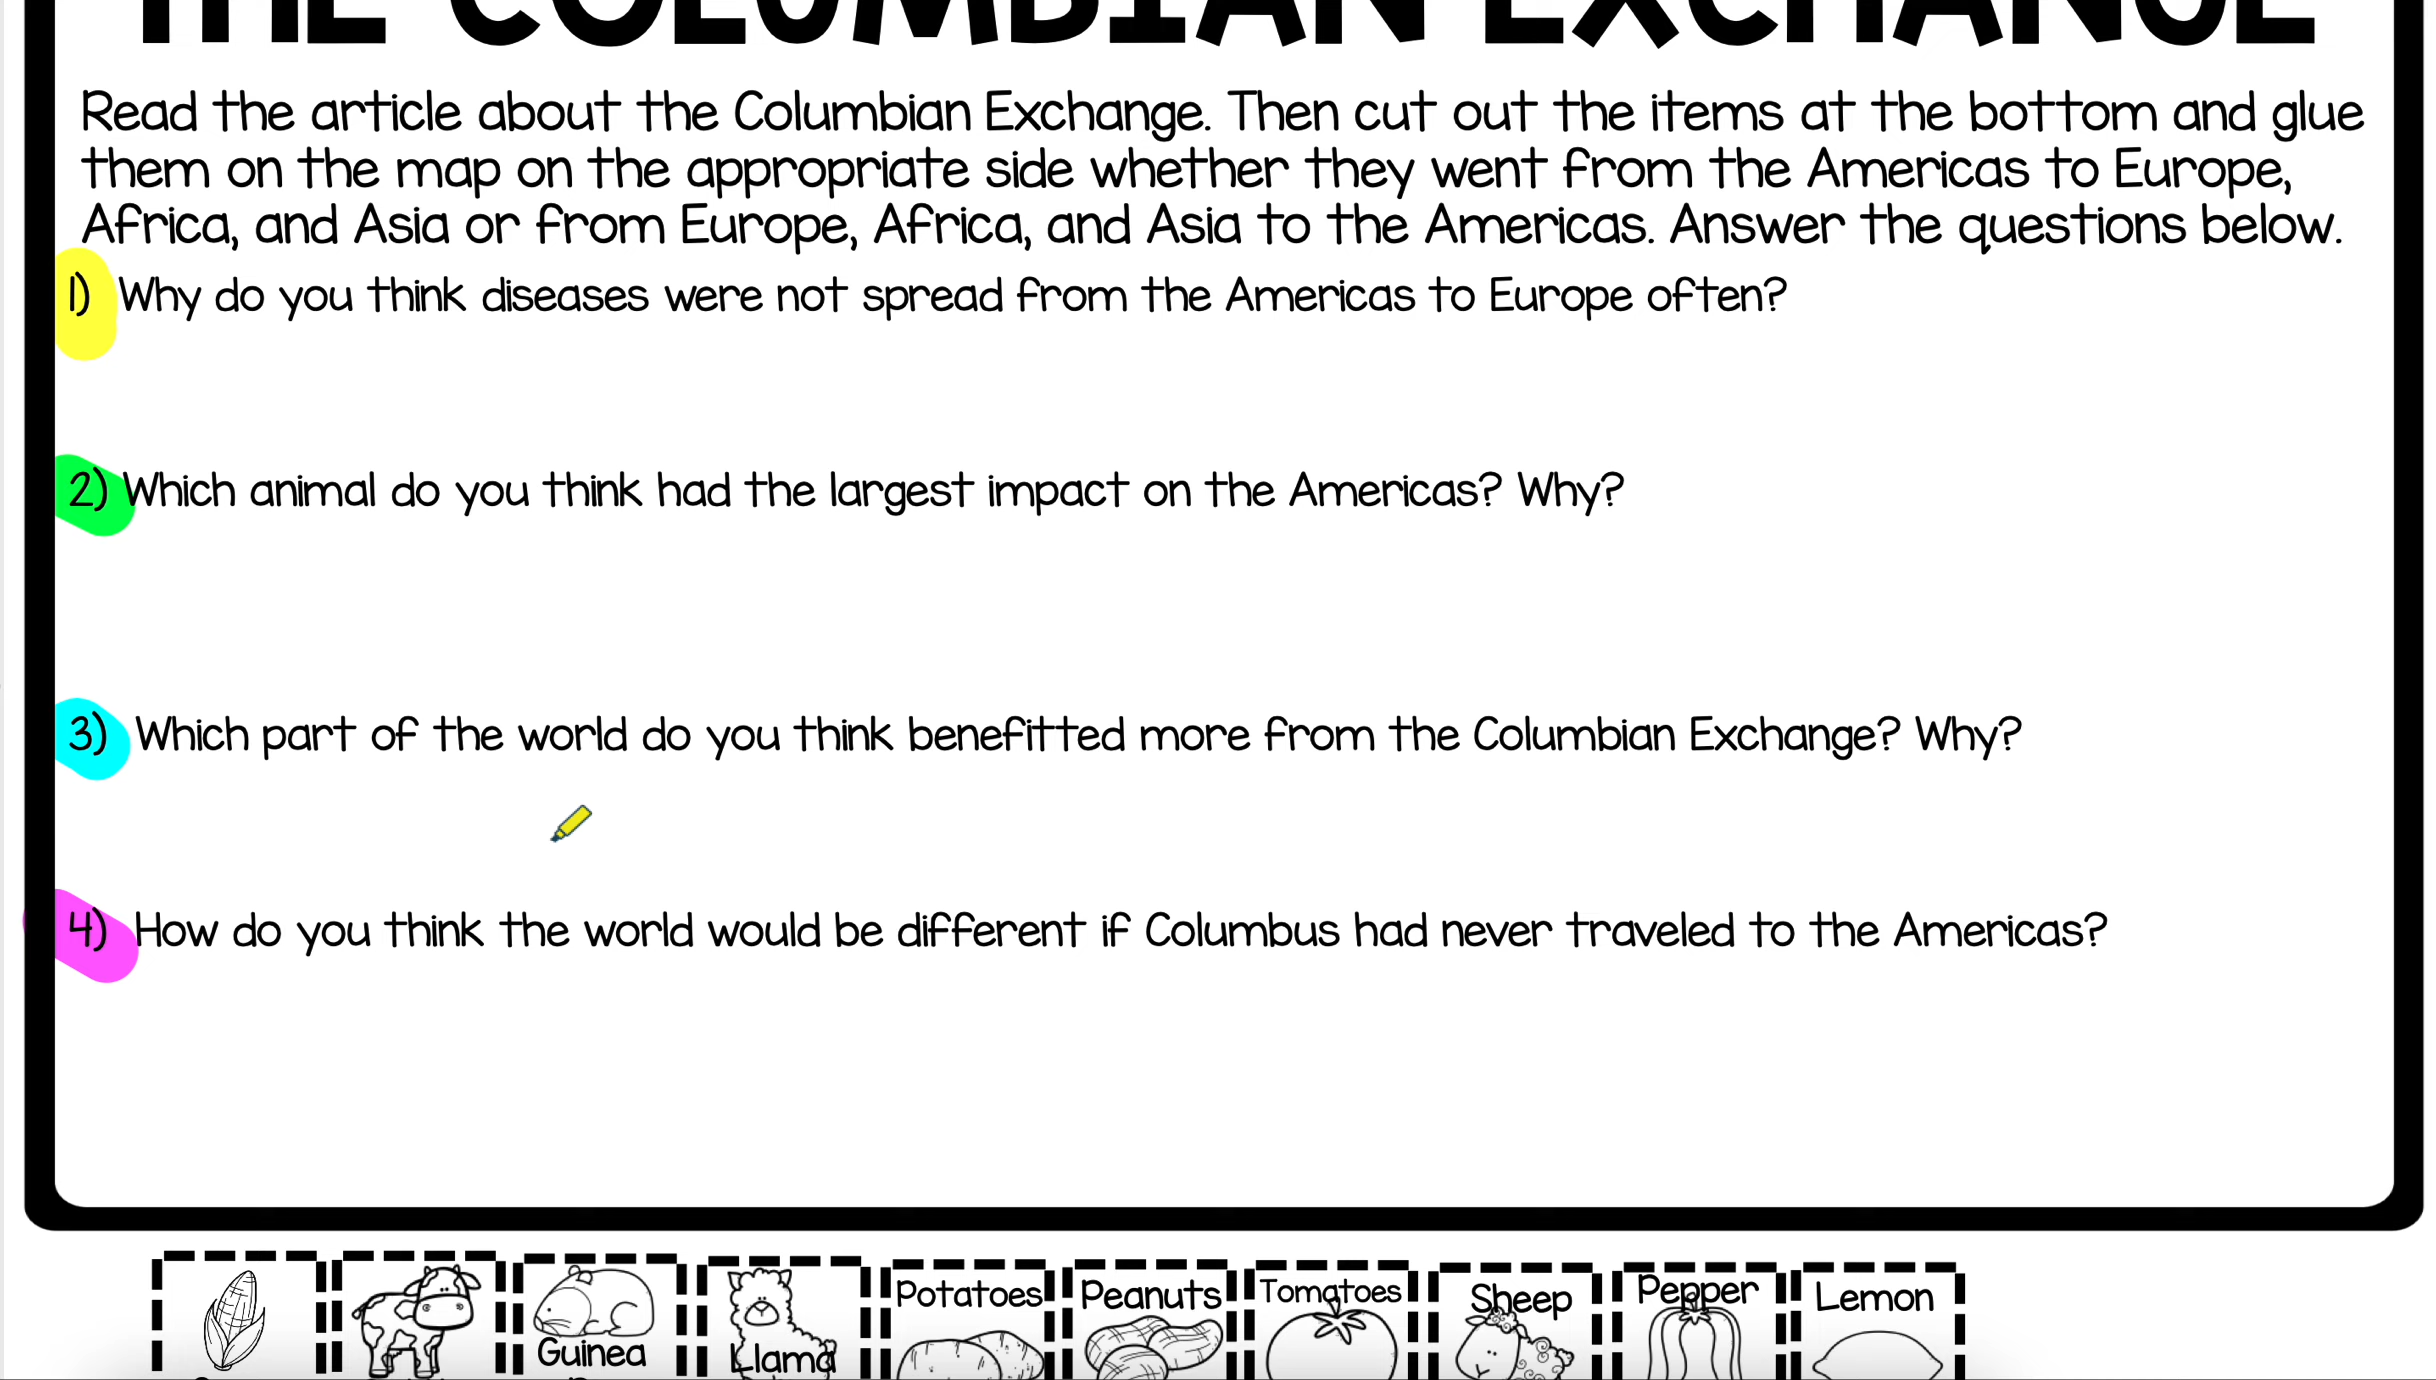 THE COLUMBIAN EXCHANGE
Read the article about the Columbian Exchange. Then cut out the items at the bottom and glue
them on the map on the appropriate side whether they went from the Americas to Europe,
Africa, and Asia or from Europe, Africa, and Asia to the Americas. Answer the questions below.
1) Why do you think diseases were not spread from the Americas to Europe often?
2) Which animal do you think had the largest impact on the Americas? Why?
3) Which part of the world do you think benefitted more from the Columbian Exchange? Why?
4) How do you think the world would be different if Columbus had never traveled to the Americas?
Potatoes Peanuts Tomatoes Sheep Pepper Lemon
Guinea Llama